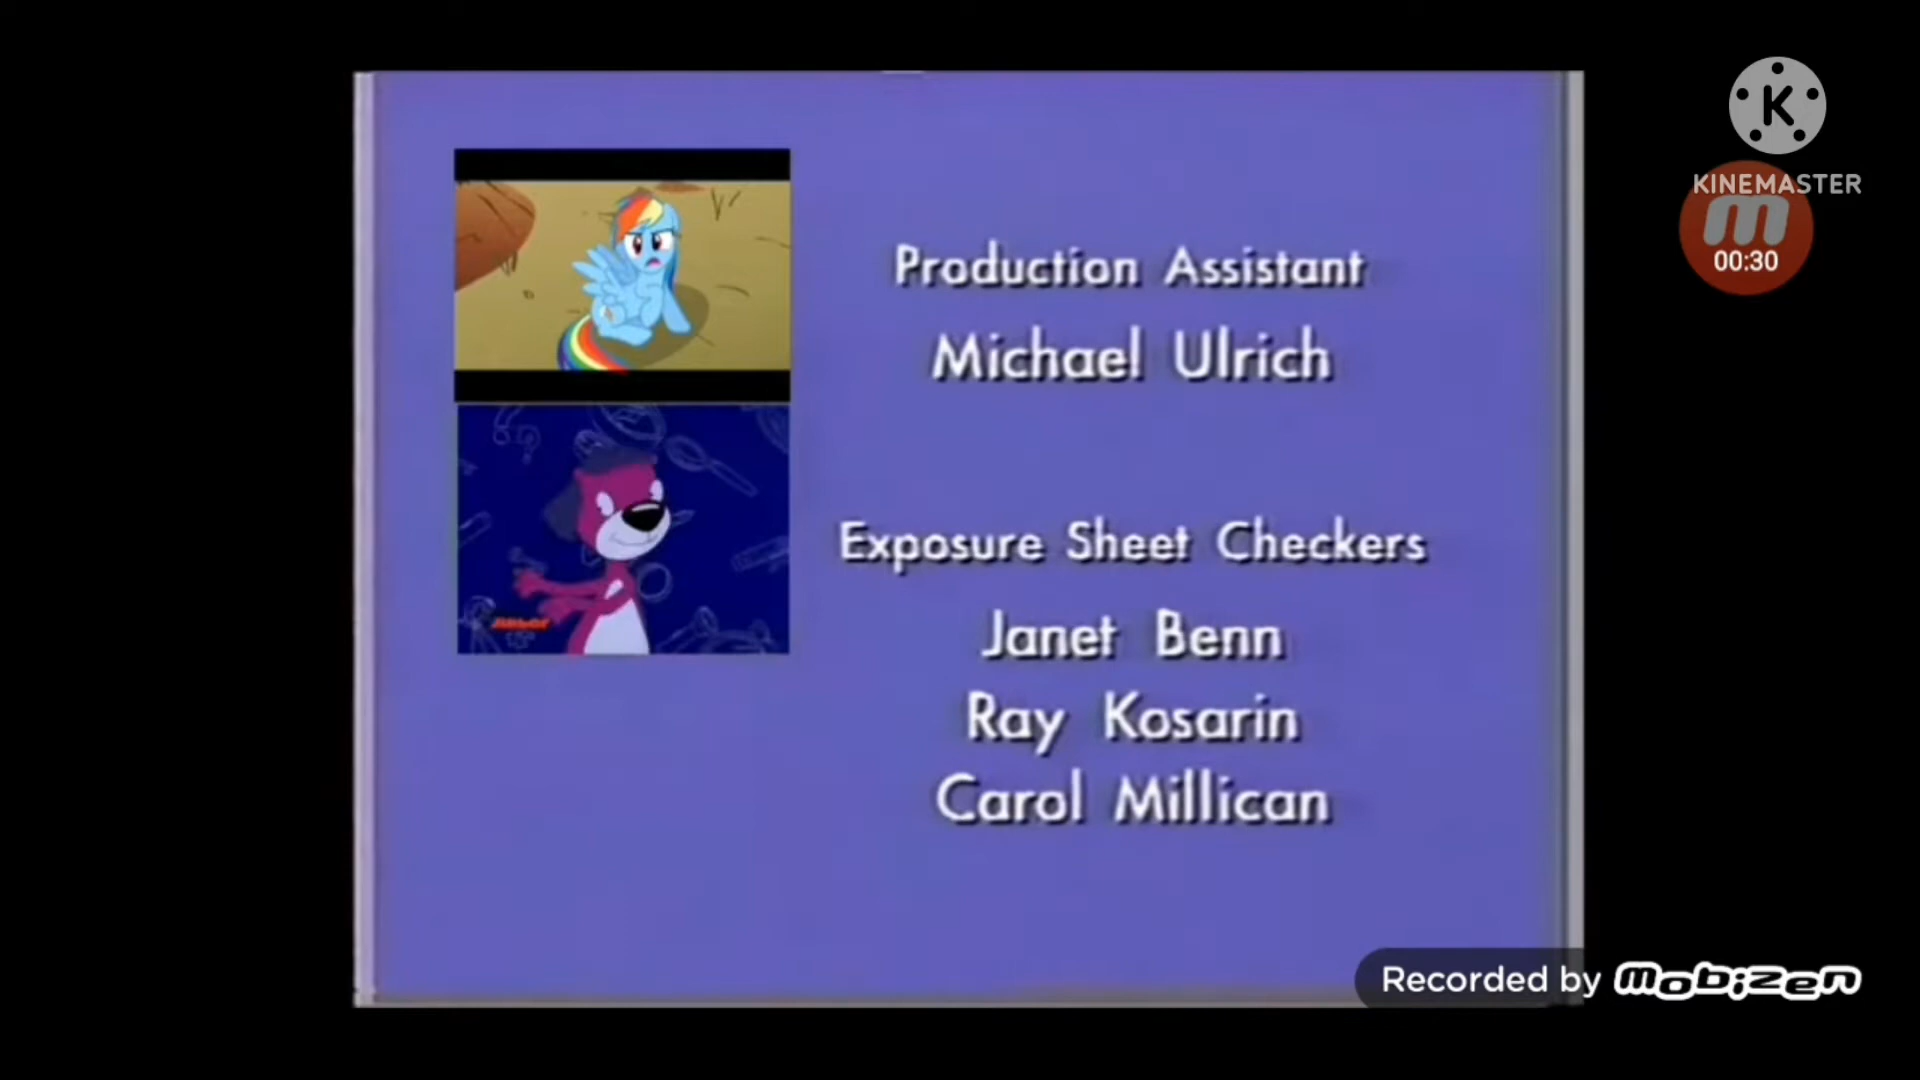 KINEMASTER
00:30
Production Assistant
Michael Ulrich
Exposure Sheet Checkers
Janet Benn
Ray Kosarin
Carol Millican
Recorded by mobizen